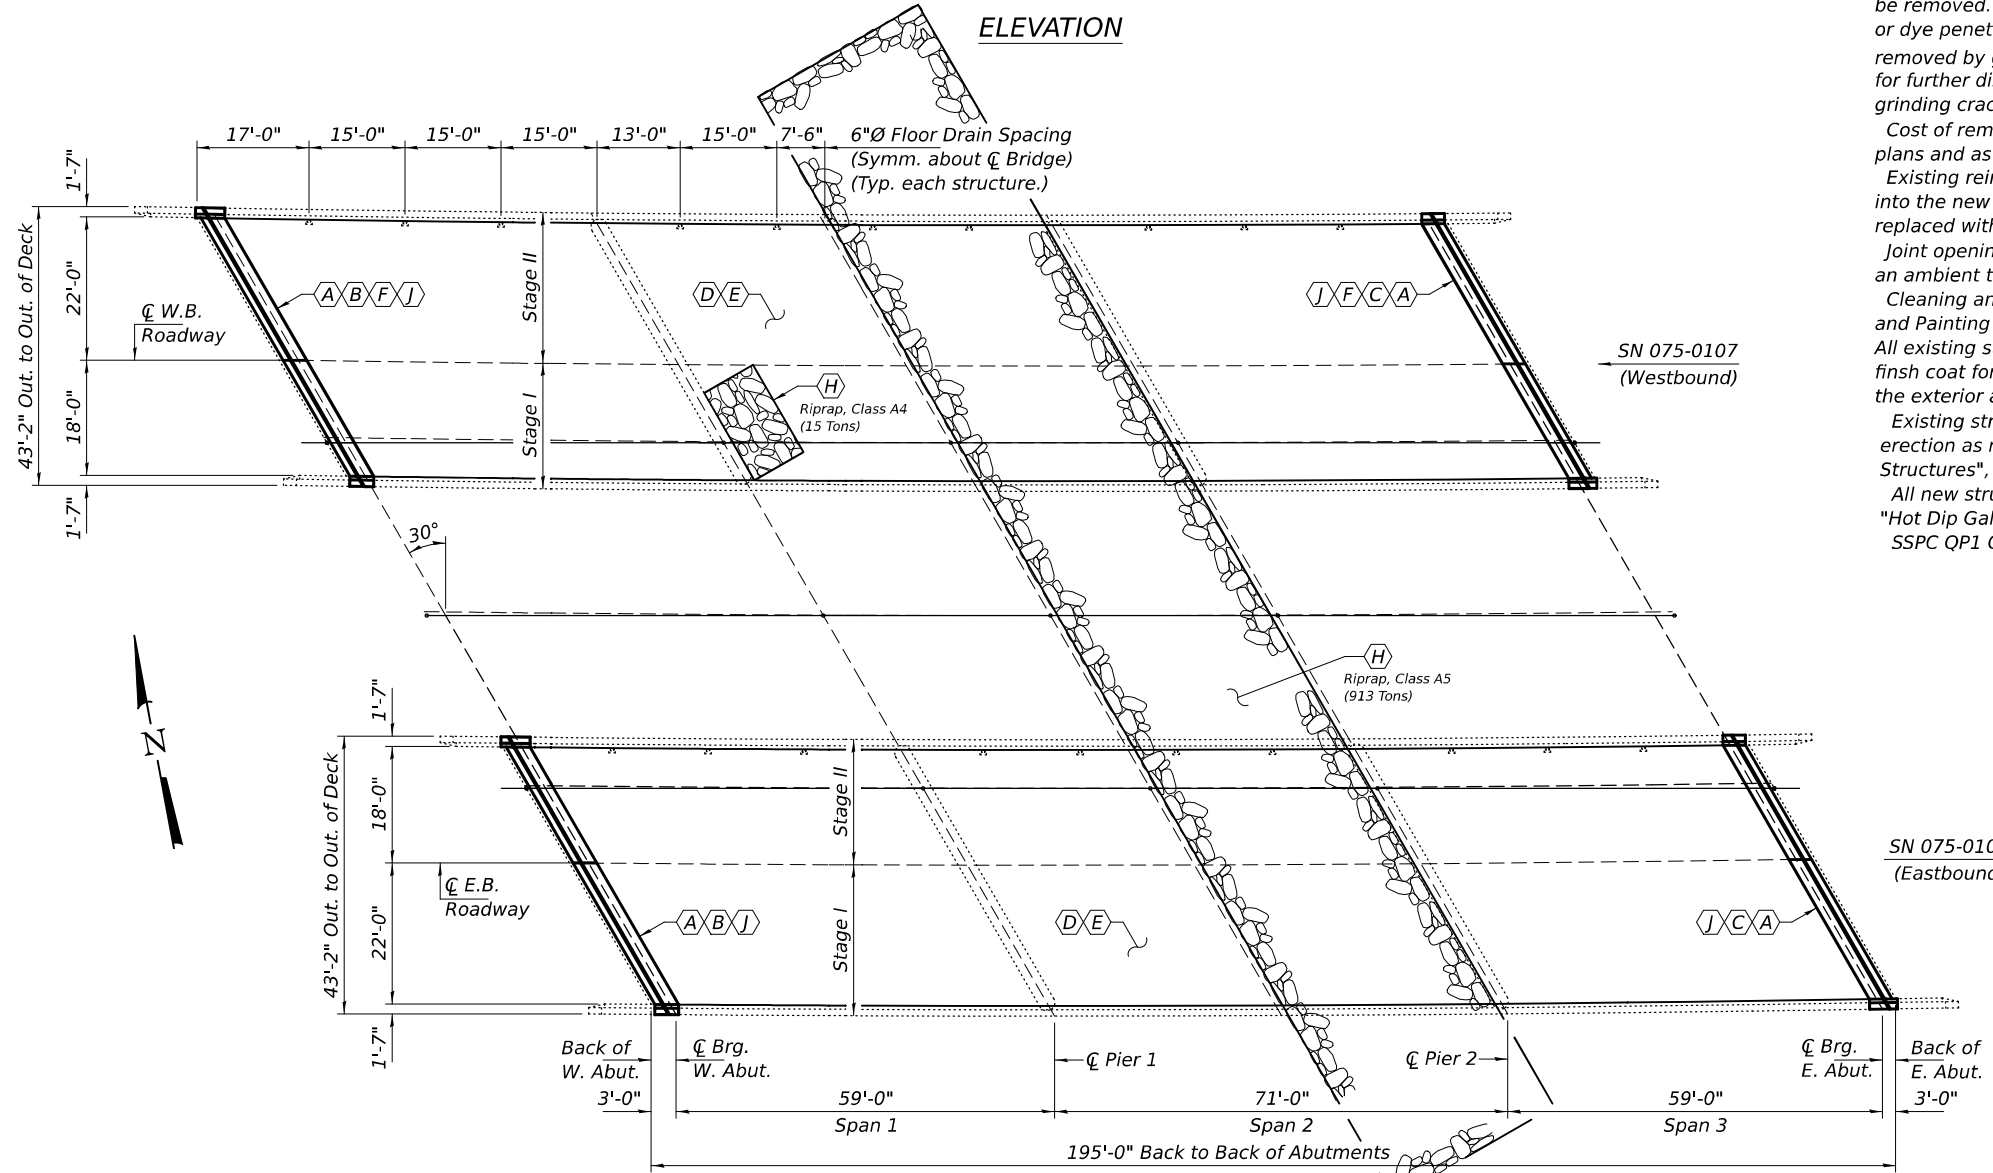 ELEVATION
be removed.
or dye penet
removed by
for further di
grinding crac
Cost of rem
plans and as
Existing rei
into the new
replaced with
Joint openin
an ambient t
Cleaning an
and Painting
All existing s
finsh coat for
the exterior a
Existing str
erection as
Structures",
All new stru
"Hot Dip Gal
SSPC QP1
17'-0" 15'-0" 15'-0" 15'-0" 13'-0" 15'-0" 7'-6"
6"Ø Floor Drain Spacing
(Symm. about ℄ Bridge)
(Typ. each structure.)
1'-7"
22'-0"
18'-0"
1'-7"
43'-2" Out. to Out. of Deck
℄ W.B.
Roadway
A B F J
Stage II
Stage I
D E
H
Riprap, Class A4
(15 Tons)
J F C A
SN 075-0107
(Westbound)
30°
N
H
Riprap, Class A5
(913 Tons)
1'-7"
18'-0"
22'-0"
1'-7"
43'-2" Out. to Out. of Deck
℄ E.B.
Roadway
A B J
Stage II
Stage I
D E
J C A
SN 075-010
(Eastbound
Back of
W. Abut.
℄ Brg.
W. Abut.
℄ Pier 1
℄ Pier 2
℄ Brg.
E. Abut.
Back of
E. Abut.
3'-0" 59'-0" 71'-0" 59'-0" 3'-0"
Span 1 Span 2 Span 3
195'-0" Back to Back of Abutments